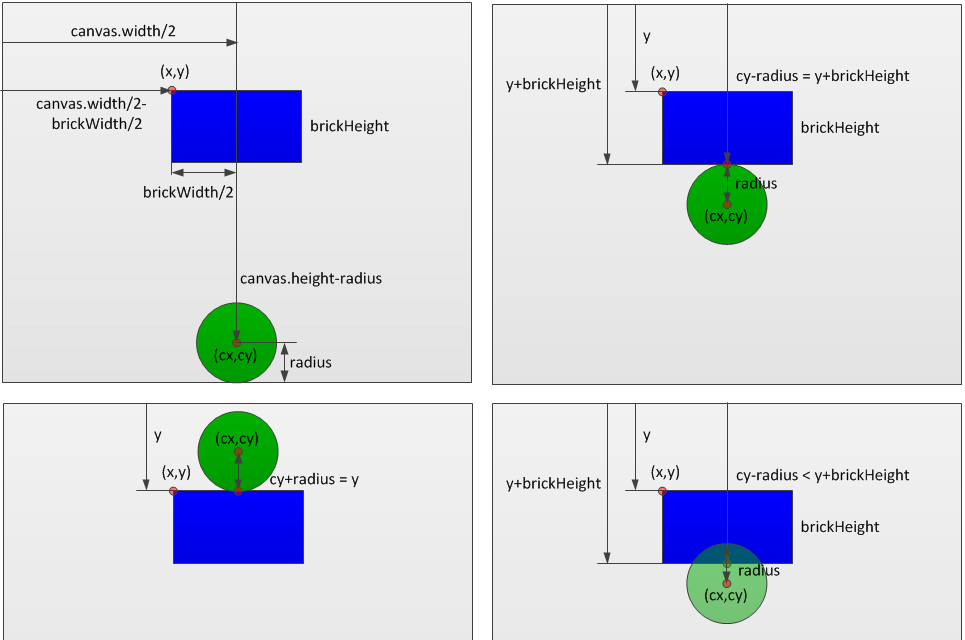 canvas.width/2
(x,y)
canvas.width/2-
brickWidth/2
brickHeight
brickWidth/2
canvas.height-radius
(cx,cy)
radius
y
(x,y)
cy-radius = y+brickHeight
y+brickHeight
brickHeight
radius
(cx,cy)
y
(cx,cy)
(x,y)
cy+radius = y
y
(x,y)
cy-radius < y+brickHeight
y+brickHeight
brickHeight
radius
(cx,cy)